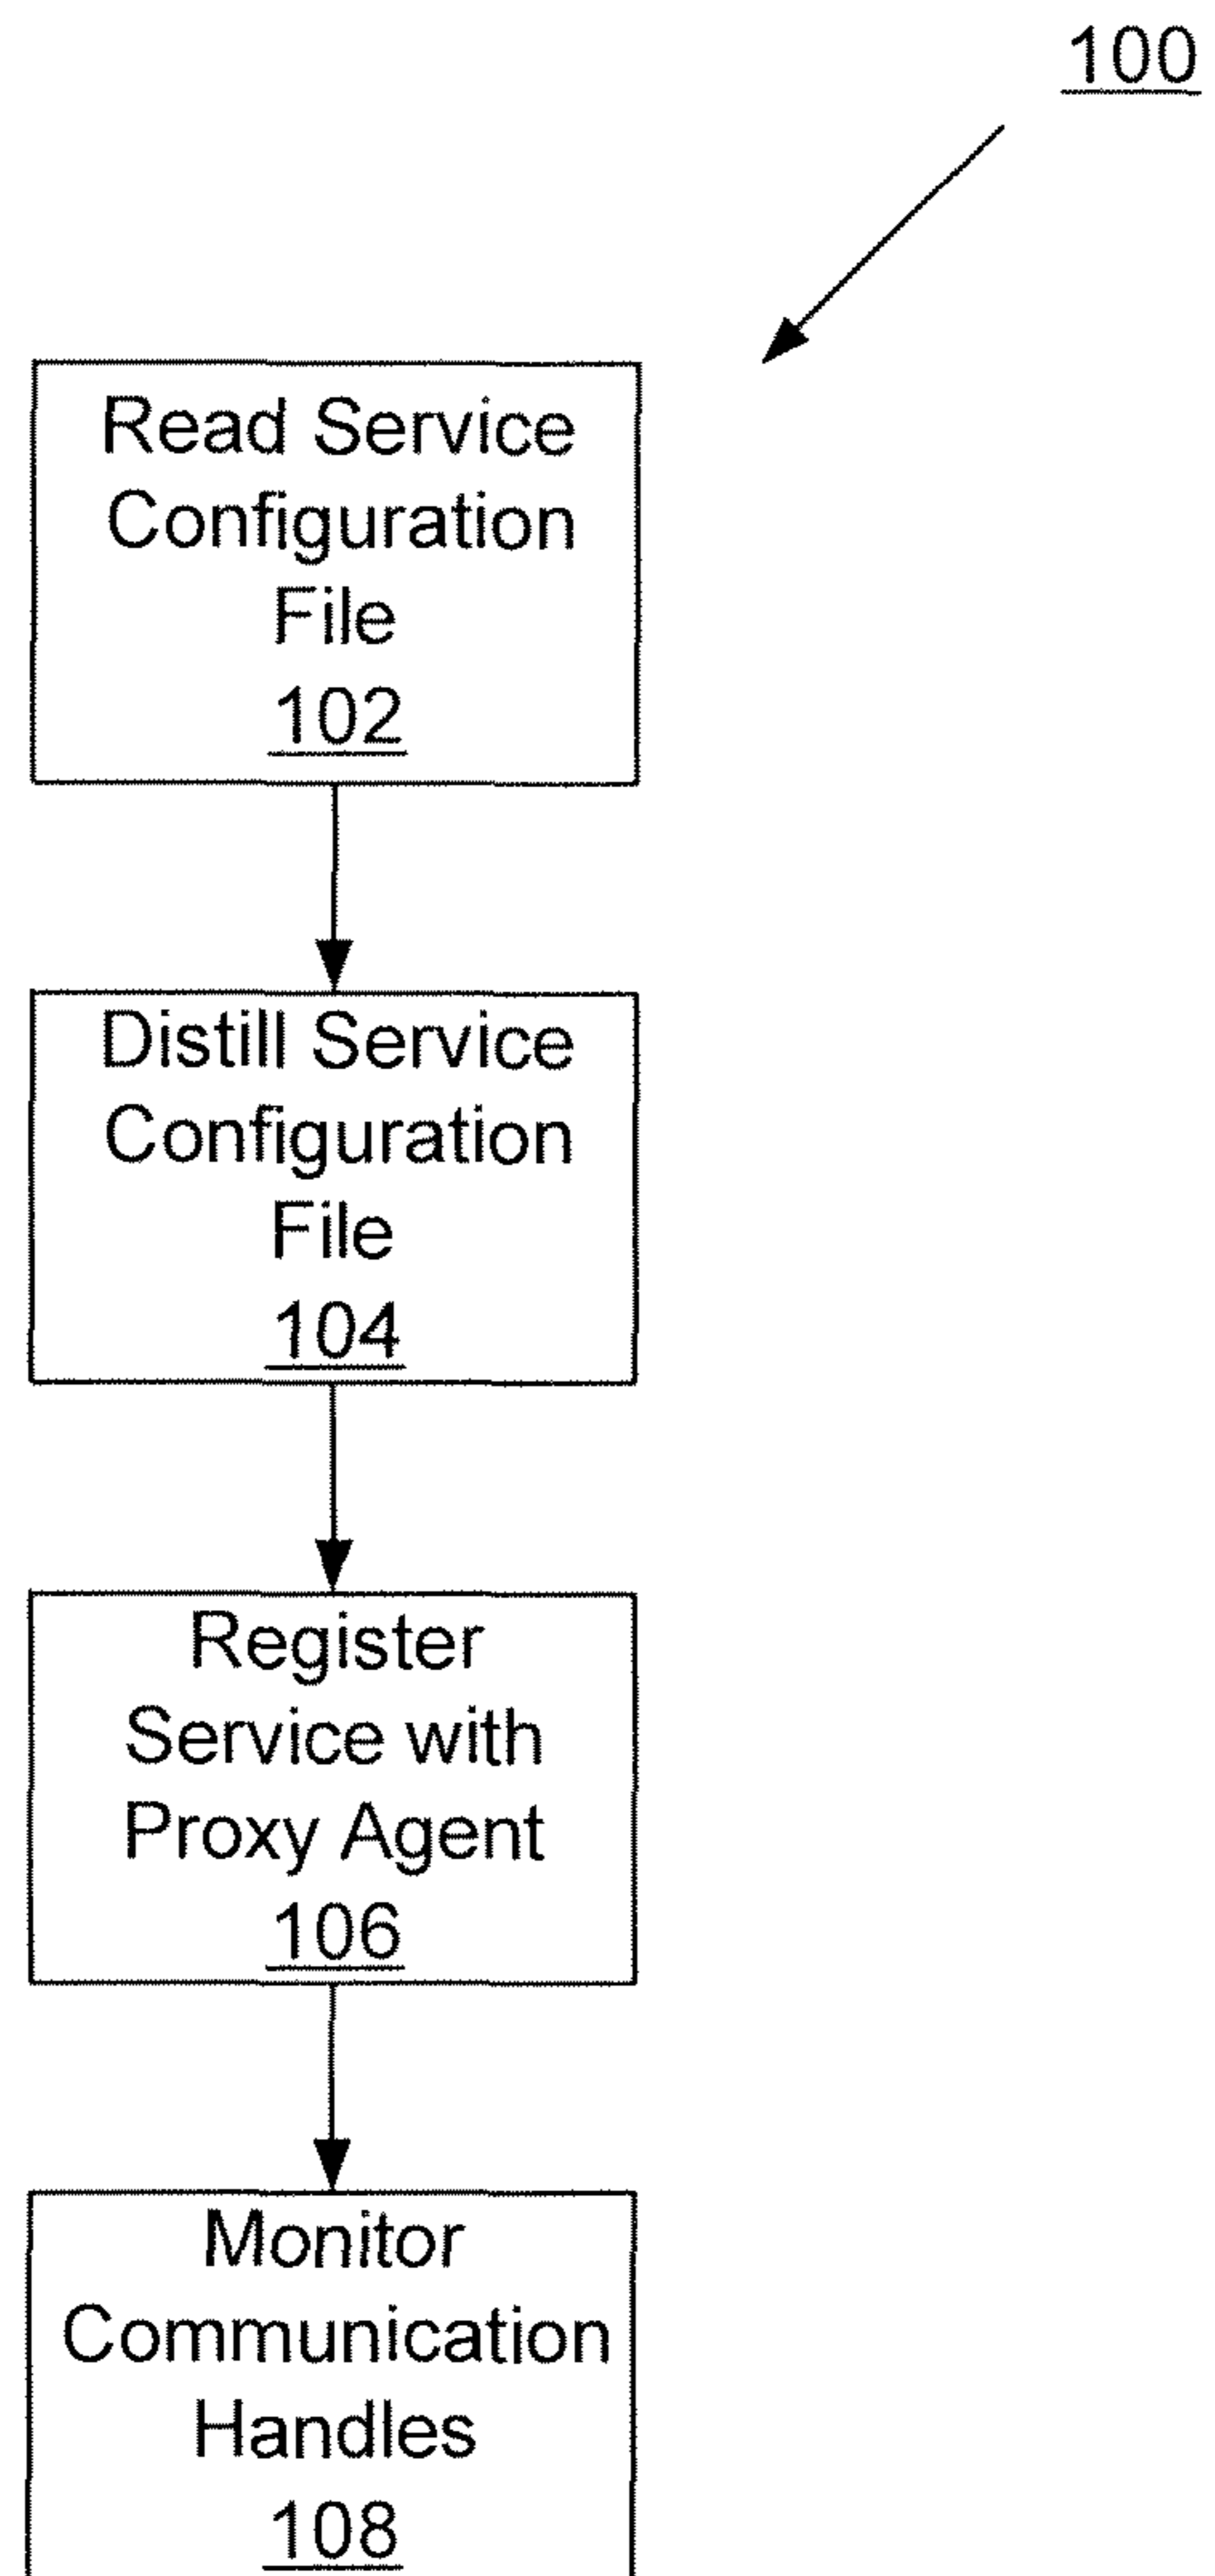 100
Read Service
Configuration
File
102
Distill Service
Configuration
File
104
Register
Service with
Proxy Agent
106
Monitor
Communication
Handles
108